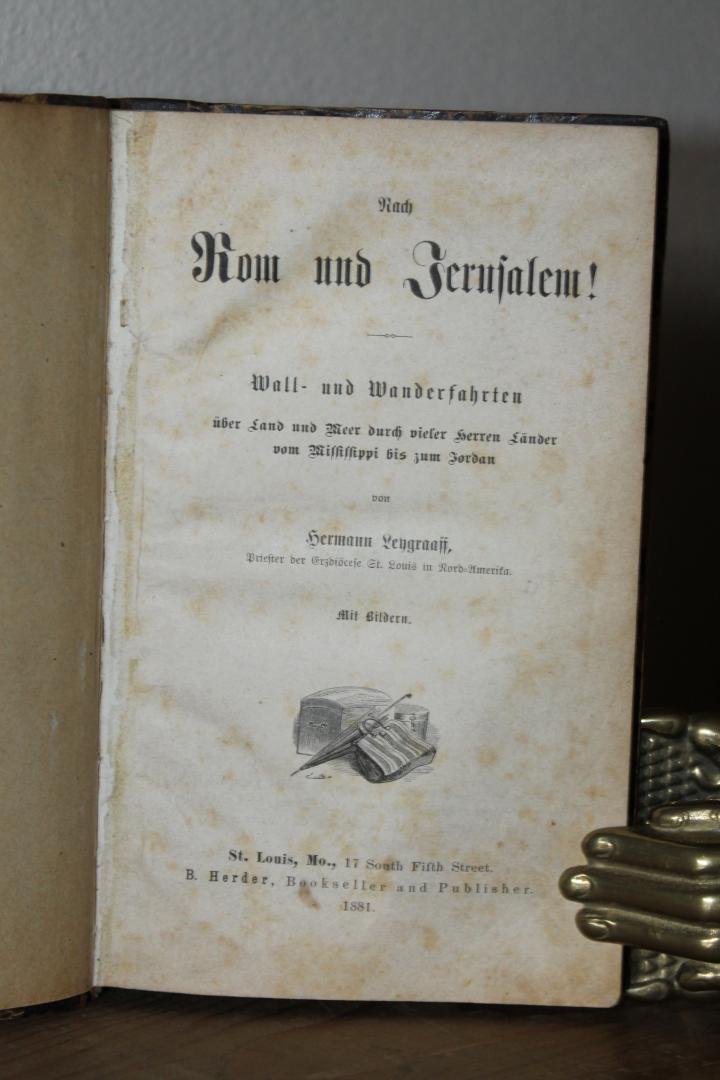 Nach
Rom und Jerusalem!
Wall- und Wanderfahrten
über Land und Meer durch vieler Herren Länder
vom Mississippi bis zum Jordan
von
Hermann Leygraaff,
Priester der Erzdiöcese St. Louis in Nord-Amerika.
Mit Bildern.
St. Louis, Mo., 17 South Fifth Street.
B. Herder, Bookseller and Publisher.
1881.